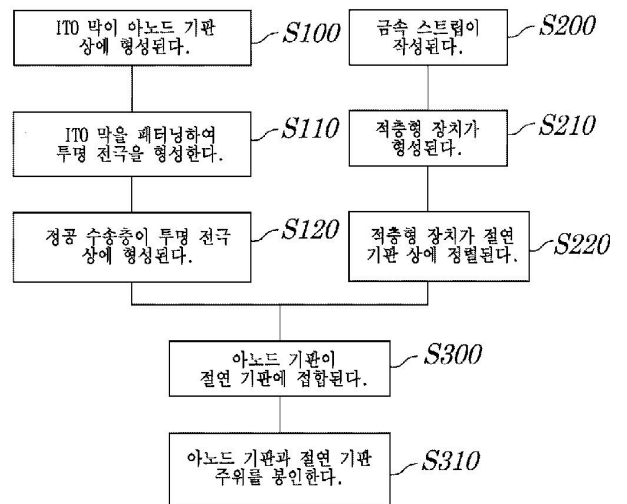 ITO 막이 아노드 기판
상에 형성된다.
S100
ITO 막을 패터닝하여
투명 전극을 형성한다.
S110
정공 수송층이 투명 전극
상에 형성된다.
S120
금속 스트립이
작성된다.
S200
적층형 장치가
형성된다.
S210
적층형 장치가 절연
기판 상에 정렬된다.
S220
아노드 기판이
절연 기판에 접합된다.
S300
아노드 기판과 절연 기판
주위를 봉인한다.
S310